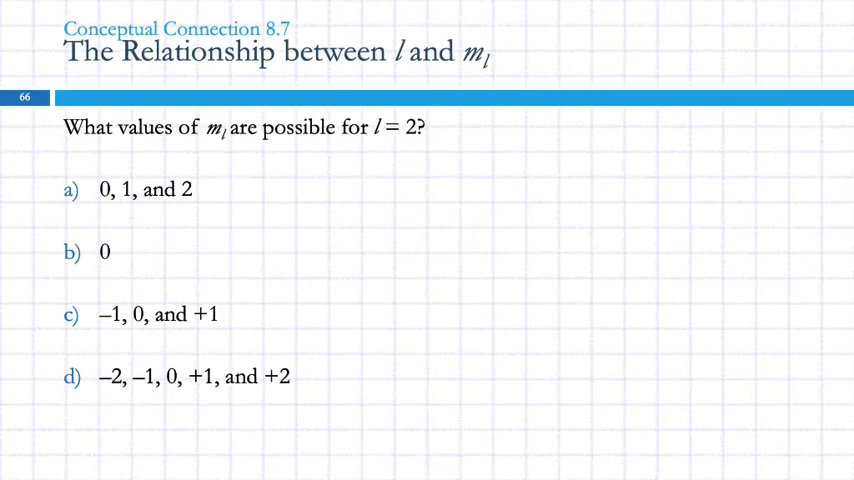 Conceptual Connection 8.7
The Relationship between l and mₗ
66
What values of mₗ are possible for l = 2?
a) 0, 1, and 2
b) 0
c) –1, 0, and +1
d) –2, –1, 0, +1, and +2